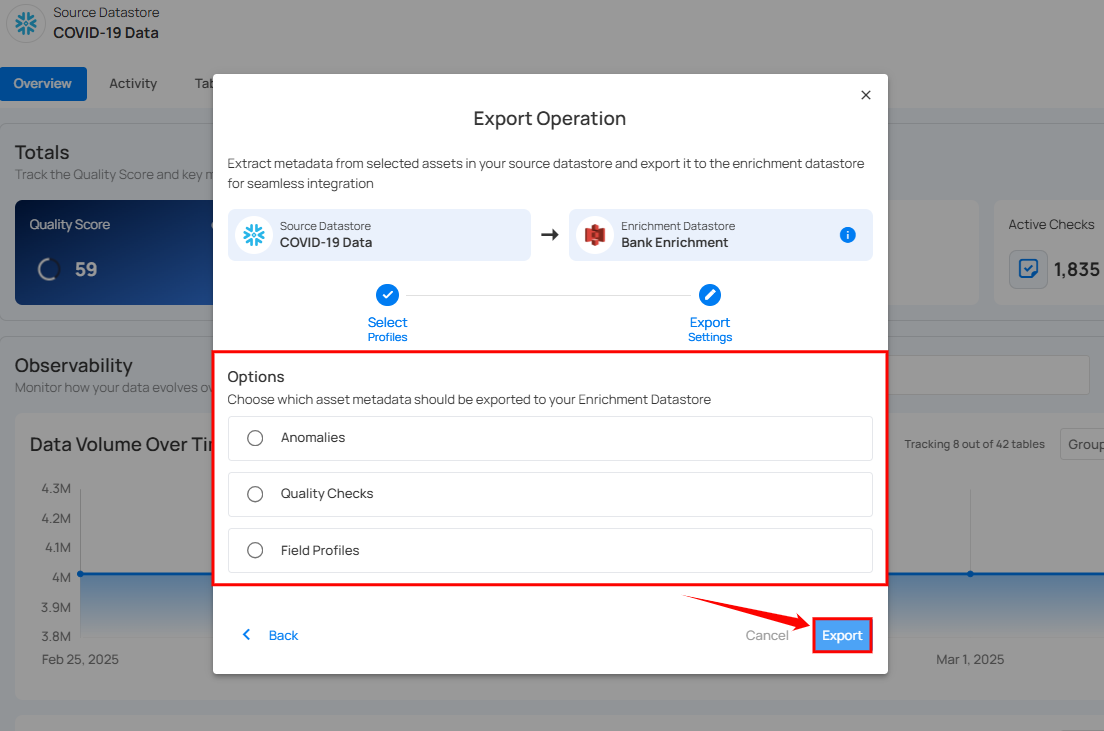 Source Datastore
COVID-19 Data
Overview
Activity
Export Operation
Extract metadata from selected assets in your source datastore and export it to the enrichment datastore
for seamless integration
Source Datastore
COVID-19 Data
Enrichment Datastore
Bank Enrichment
Select
Profiles
Export
Settings
Options
Choose which asset metadata should be exported to your Enrichment Datastore
Anomalies
Quality Checks
Field Profiles
Back
Cancel
Export
Totals
Track the Quality Score and key
Quality Score
59
Active Checks
1,835
Observability
Monitor how your data evolves
Data Volume Over
Tracking 8 out of 42 tables
Group
4.3M
4.2M
4.1M
4M
3.9M
3.8M
Feb 25, 2025
Mar 1, 2025